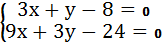 3x + y − 8 = 0
9x + 3y − 24 = 0